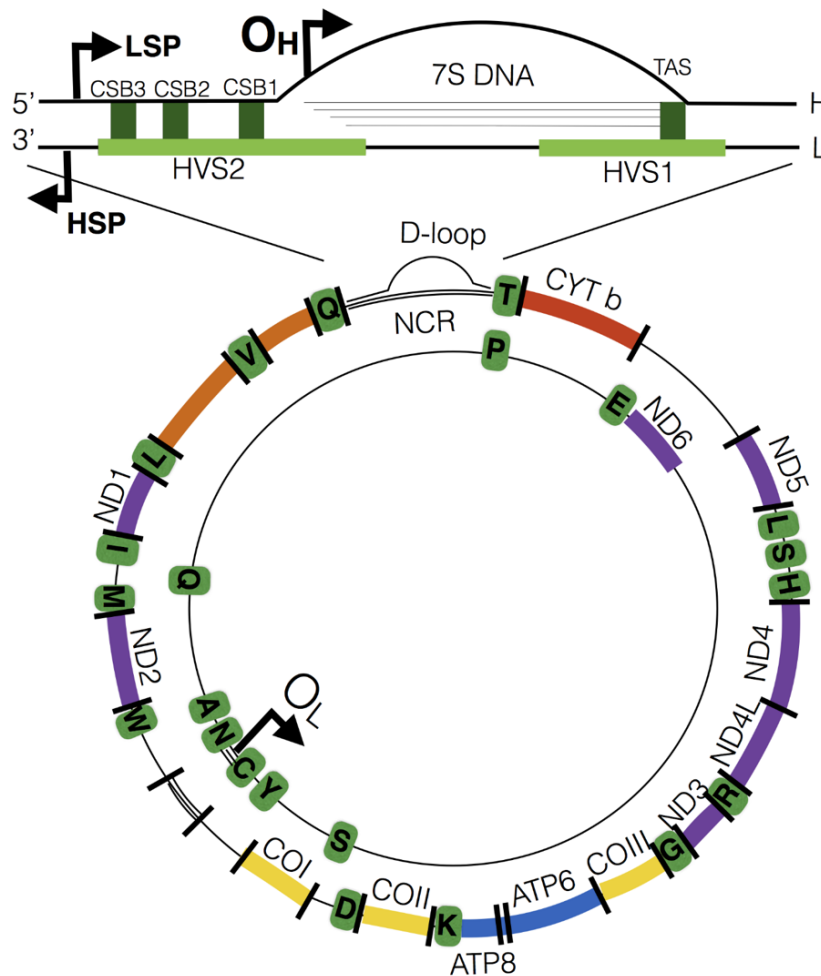 LSP
OH
7S DNA
TAS
CSB3 CSB2 CSB1
5'
H
3'
L
HVS2
HVS1
HSP
D-loop
NCR
Q
T
CYT b
V
P
E
ND6
L
ND5
ND1
L
S
H
I
Q
M
ND2
ND4
W
A
N
C
Y
OL
ND4L
R
ND3
G
S
COI
D
COII
K
ATP8
ATP6
COIII